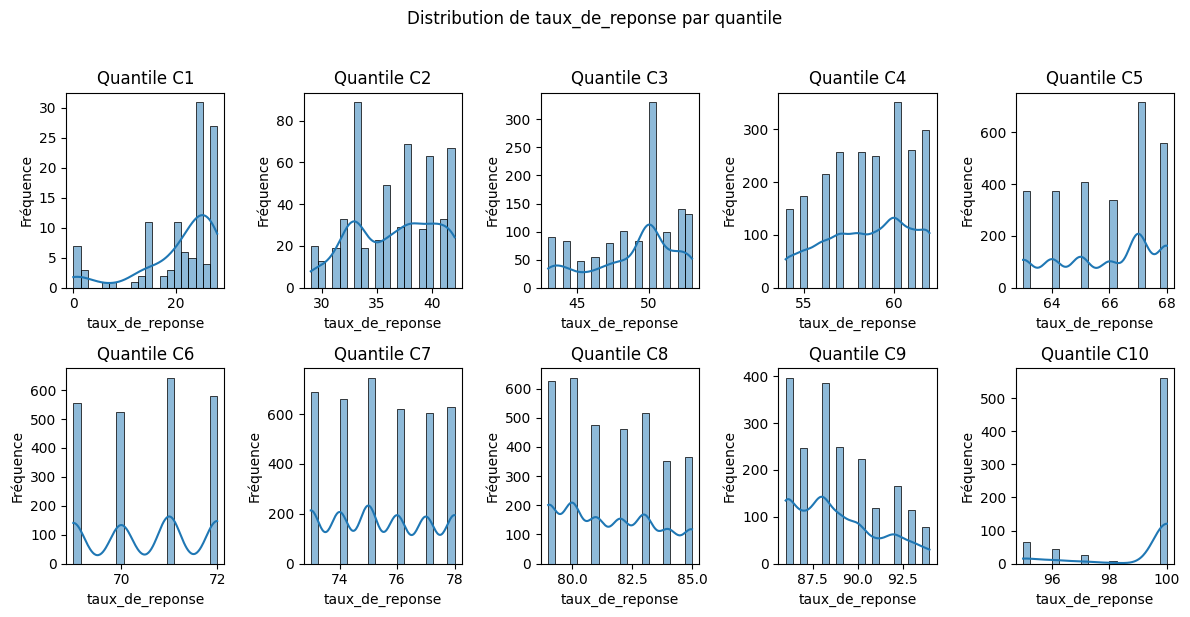 Distribution de taux_de_reponse par quantile
Quantile C1 Quantile C2 Quantile C3 Quantile C4 Quantile C5
Fréquence
0 5 10 15 20 25 30
0 20
taux_de_reponse
Fréquence
0 20 40 60 80
30 35 40
taux_de_reponse
Fréquence
0 50 100 150 200 250 300
45 50
taux_de_reponse
Fréquence
0 100 200 300
55 60
taux_de_reponse
Fréquence
0 200 400 600
64 66 68
taux_de_reponse
Quantile C6 Quantile C7 Quantile C8 Quantile C9 Quantile C10
Fréquence
0 100 200 300 400 500 600
70 72
taux_de_reponse
Fréquence
0 200 400 600
74 76 78
taux_de_reponse
Fréquence
0 100 200 300 400 500 600
80.0 82.5 85.0
taux_de_reponse
Fréquence
0 100 200 300 400
87.5 90.0 92.5
taux_de_reponse
Fréquence
0 100 200 300 400 500
96 98 100
taux_de_reponse